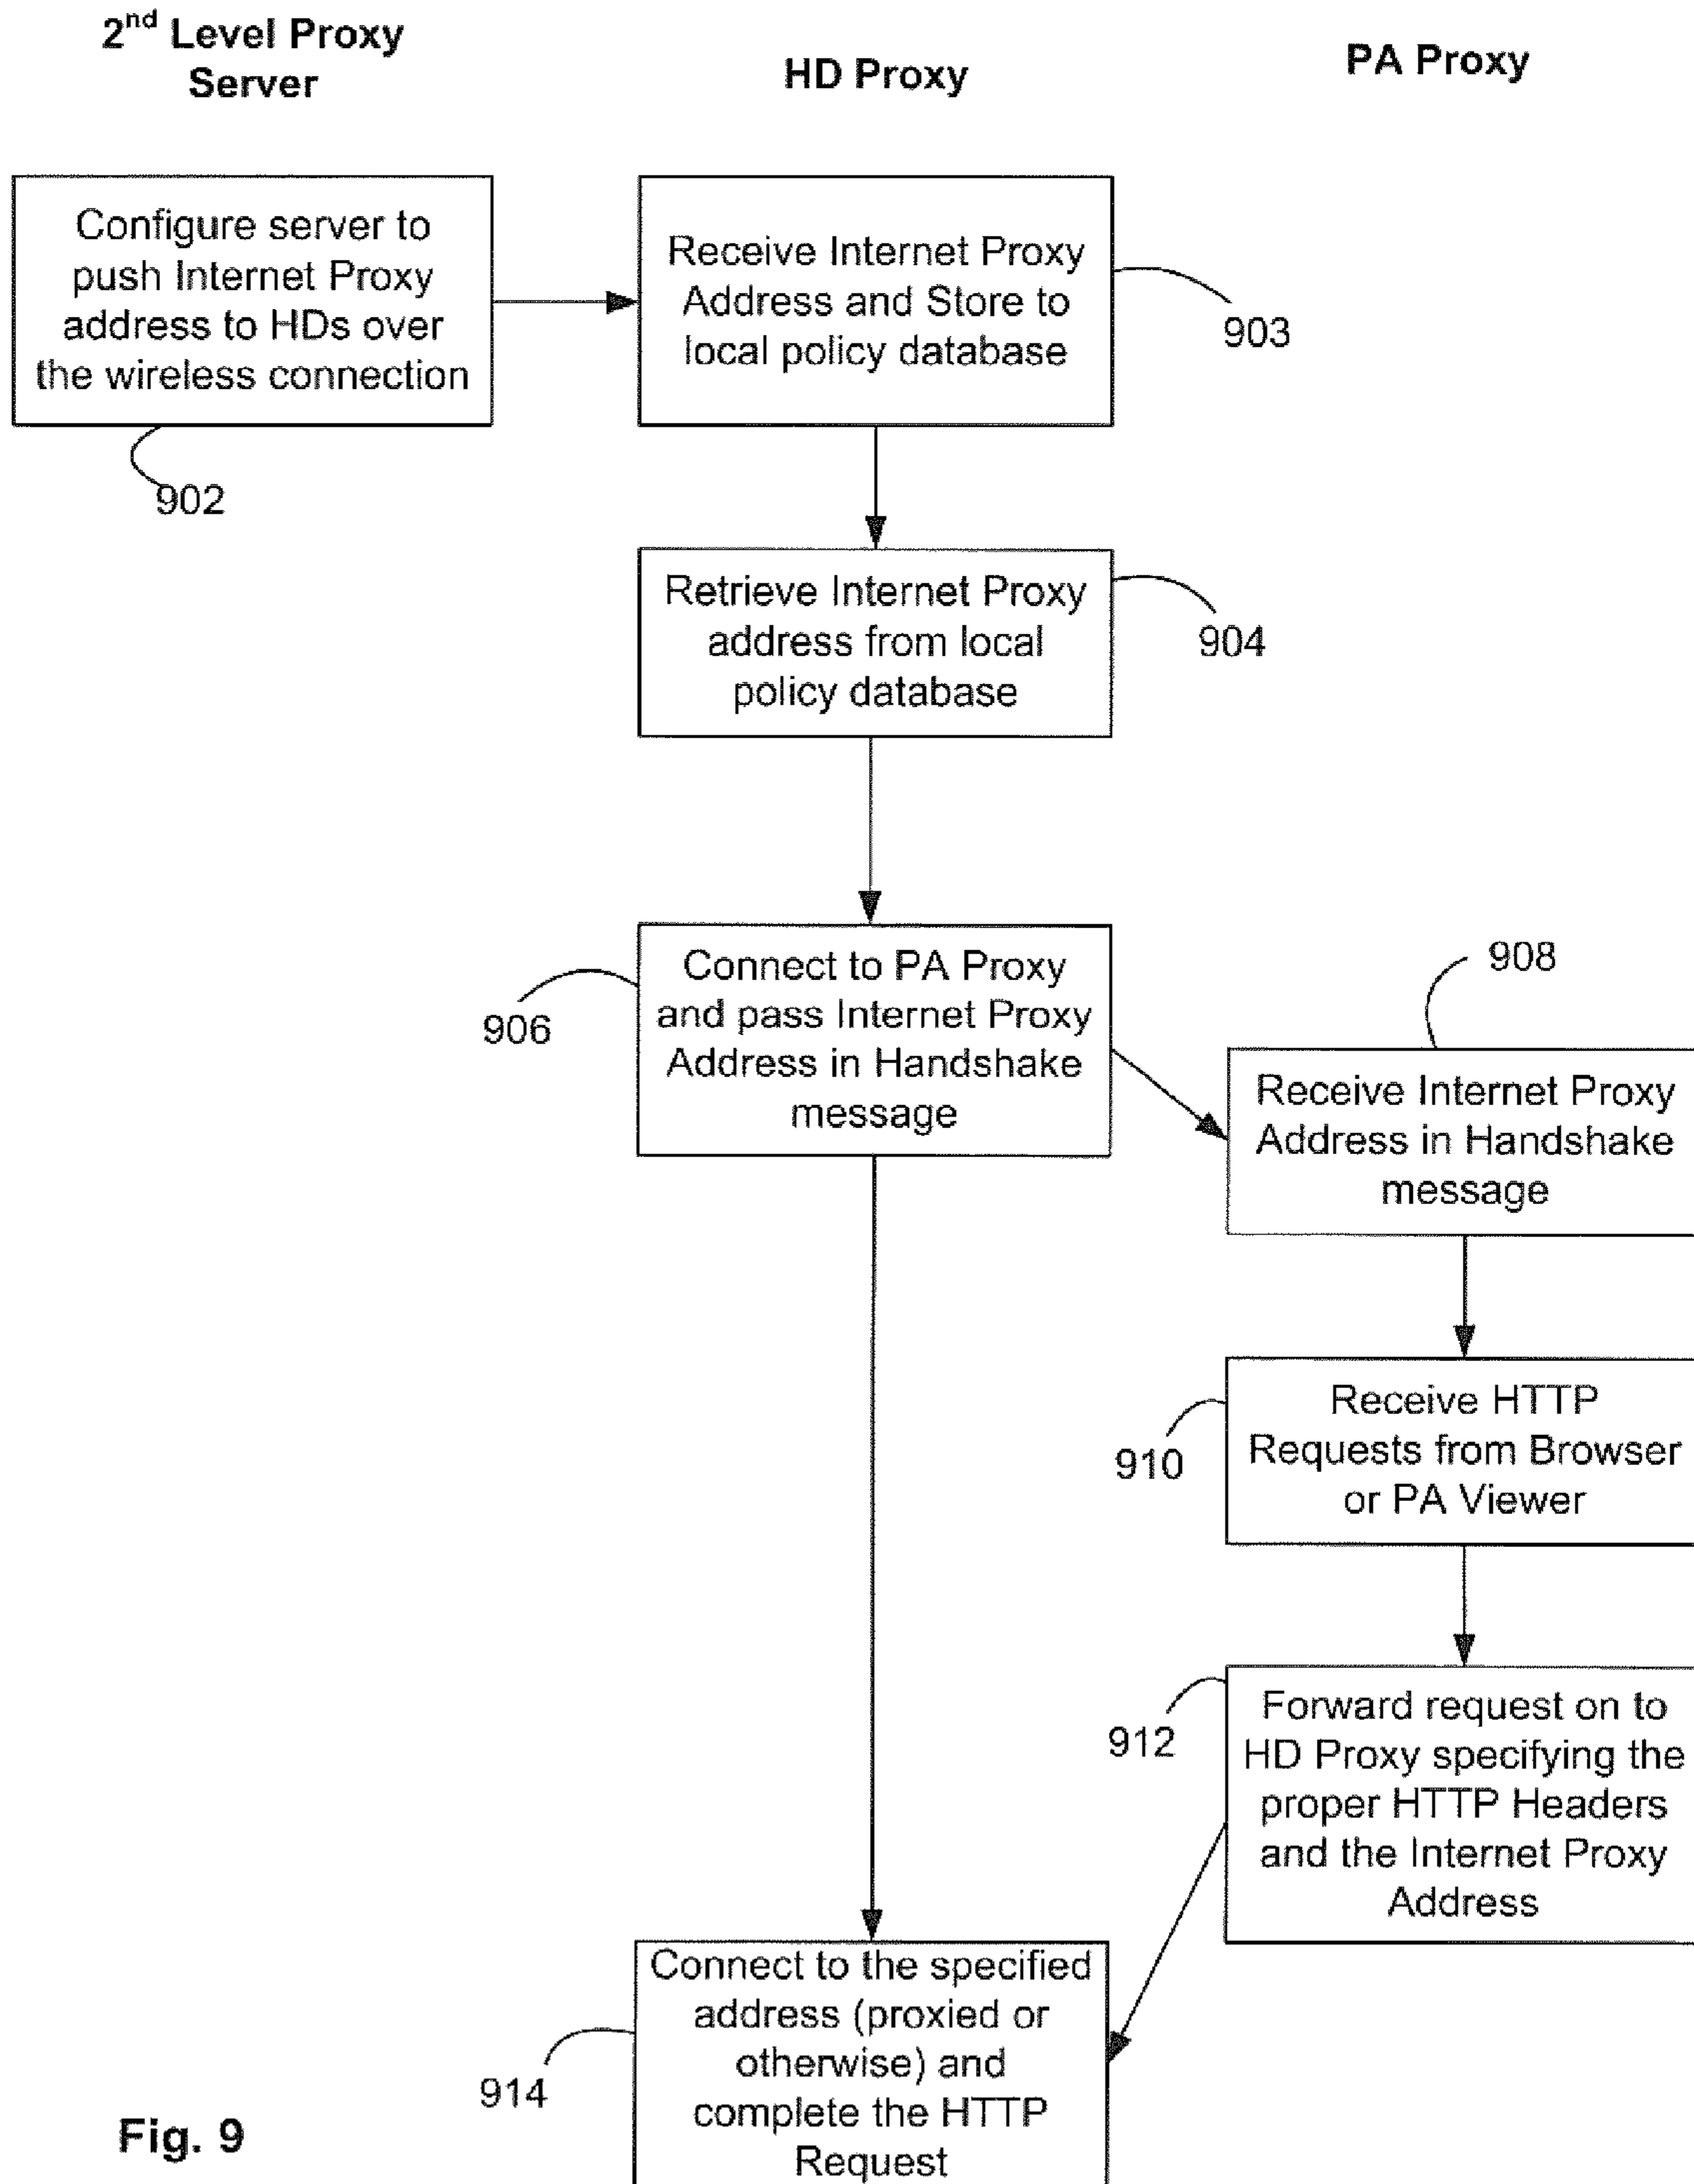 2nd Level Proxy
Server
HD Proxy
PA Proxy
Configure server to
push Internet Proxy
address to HDs over
the wireless connection
902
Receive Internet Proxy
Address and Store to
local policy database
903
Retrieve Internet Proxy
address from local
policy database
904
Connect to PA Proxy
and pass Internet Proxy
Address in Handshake
message
906
908
Receive Internet Proxy
Address in Handshake
message
Receive HTTP
Requests from Browser
or PA Viewer
910
Forward request on to
HD Proxy specifying the
proper HTTP Headers
and the Internet Proxy
Address
912
Connect to the specified
address (proxied or
otherwise) and
complete the HTTP
Request
914
Fig. 9